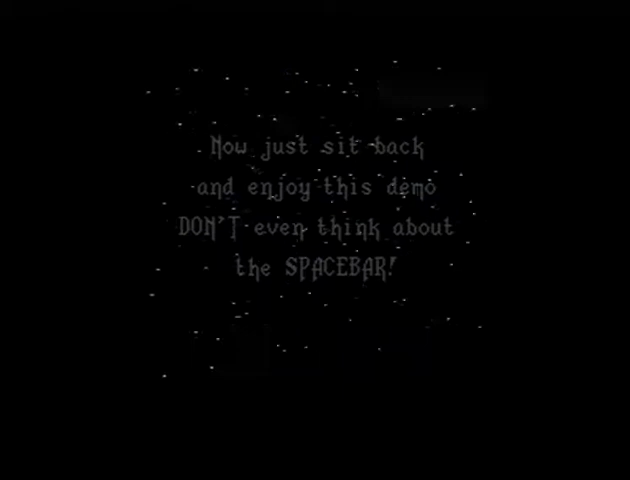 Now just sit back
and enjoy this demo
DON'T even think about
the SPACEBAR!